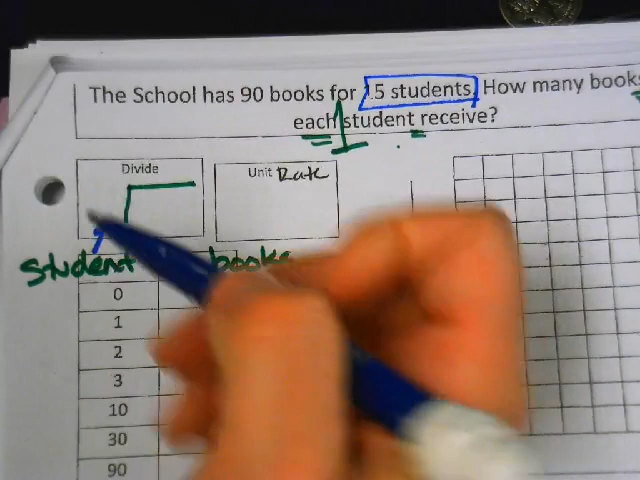 The School has 90 books for 15 students. How many books
each student receive?
1
Divide
Unit Rate
student books
0
1
2
3
10
30
90